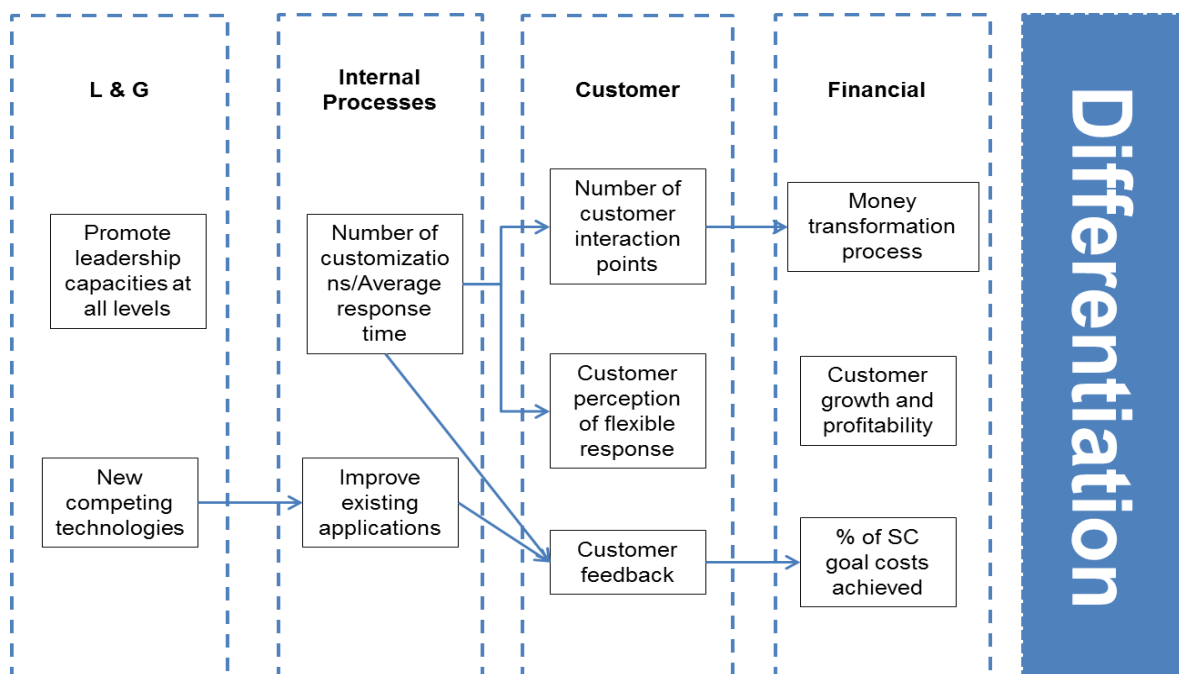 L & G
Promote
leadership
capacities at
all levels
New
competing
technologies
Internal
Processes
Number of
customizatio
ns/Average
response
time
Improve
existing
applications
Customer
Number of
customer
interaction
points
Customer
perception
of flexible
response
Customer
feedback
Financial
Money
transformation
process
Customer
growth and
profitability
% of SC
goal costs
achieved
Differentiation